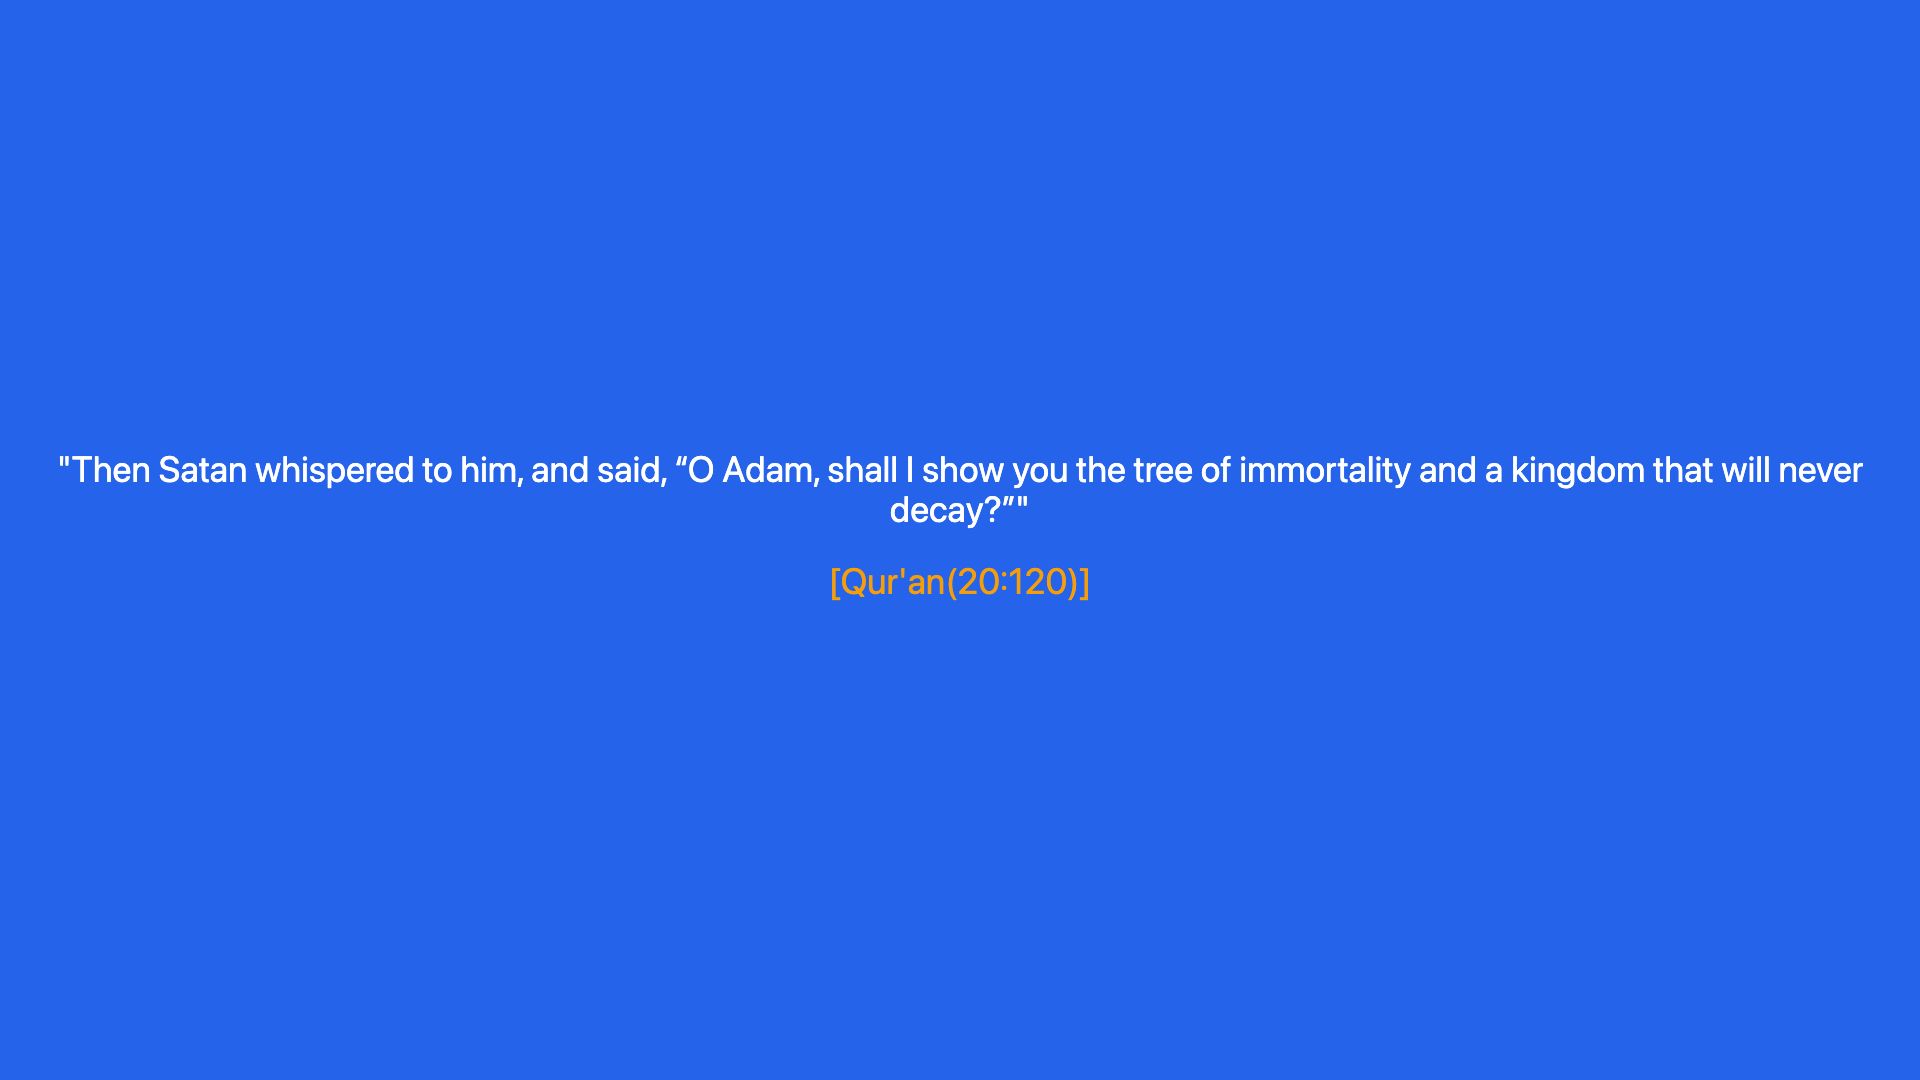 "Then Satan whispered to him, and said, “O Adam, shall I show you the tree of immortality and a kingdom that will never
decay?”"
[Qur'an(20:120)]